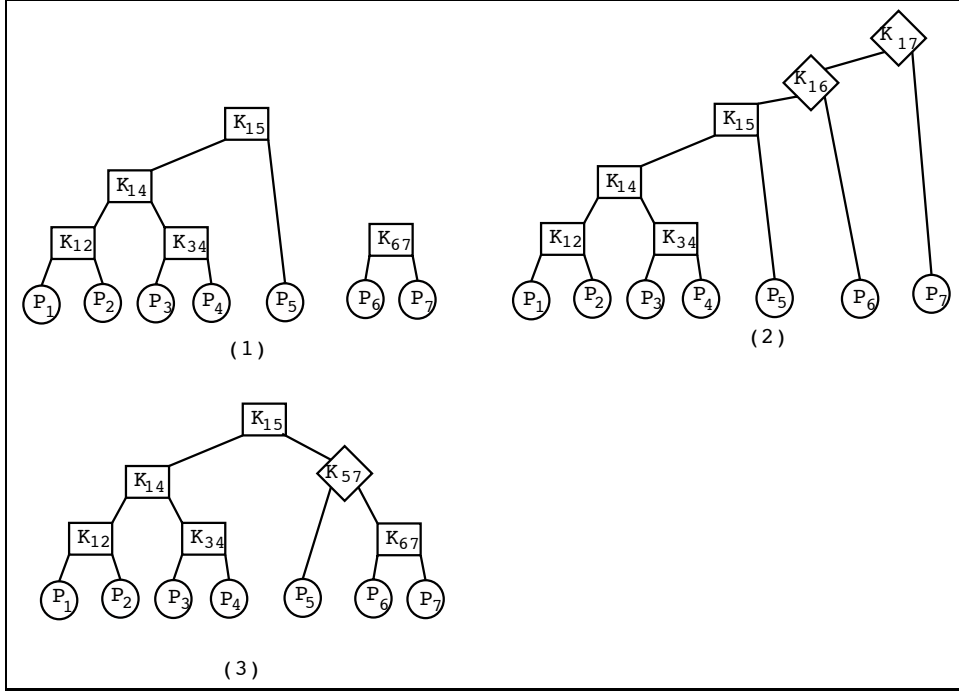 K15
K14
K12 K34 K67
P1 P2 P3 P4 P5 P6 P7
(1)
K17
K16
K15
K14
K12 K34
P1 P2 P3 P4 P5 P6 P7
(2)
K15
K14 K57
K12 K34 K67
P1 P2 P3 P4 P5 P6 P7
(3)